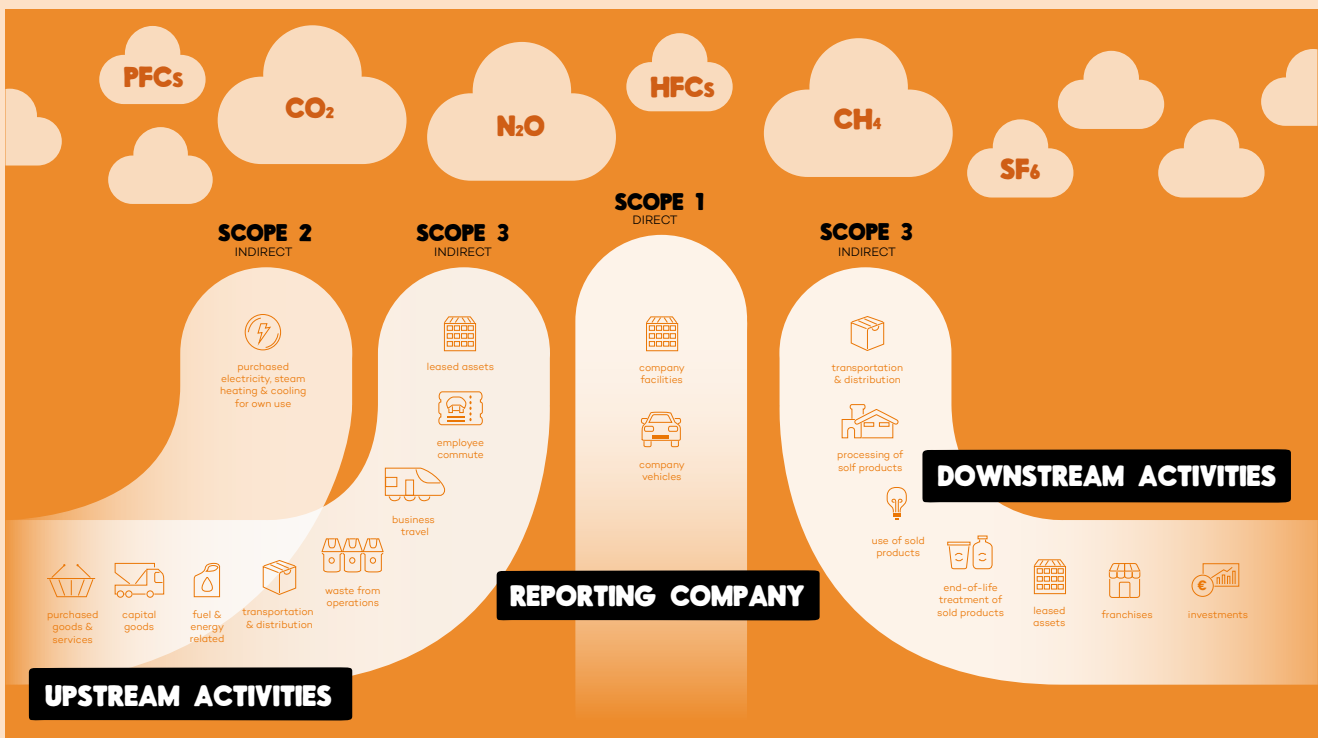 PFCs
CO₂
N₂O
HFCs
CH₄
SF₆
SCOPE 2
INDIRECT
purchased
electricity, steam
heating & cooling
for own use
SCOPE 3
INDIRECT
leased assets
employee
commute
business
travel
waste from
operations
transportation
& distribution
fuel &
energy
related
capital
goods
purchased
goods &
services
UPSTREAM ACTIVITIES
SCOPE 1
DIRECT
company
facilities
company
vehicles
REPORTING COMPANY
SCOPE 3
INDIRECT
transportation
& distribution
processing of
solf products
use of sold
products
end-of-life
treatment of
sold products
leased
assets
franchises
€
investments
DOWNSTREAM ACTIVITIES